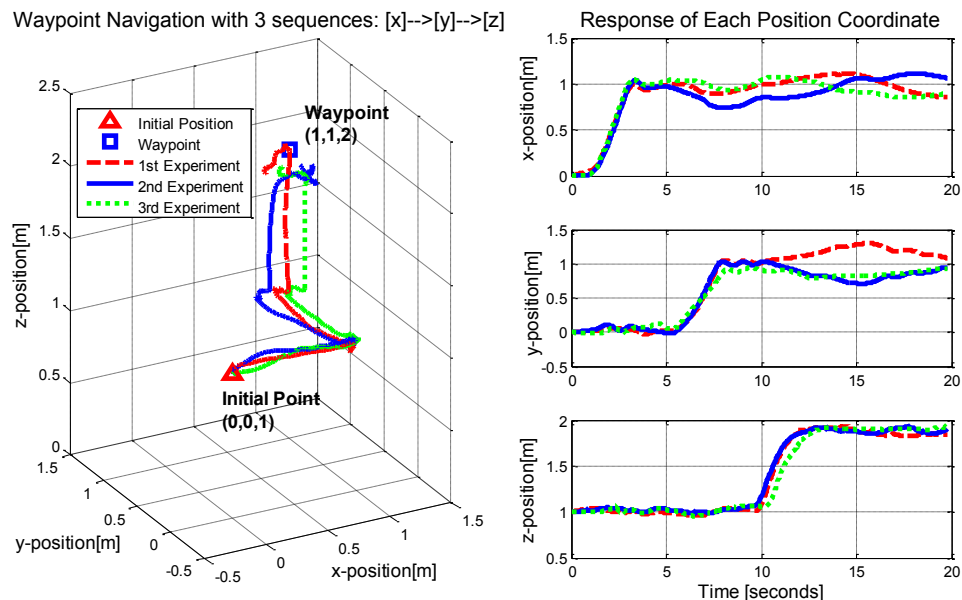 Waypoint Navigation with 3 sequences: [x]-->[y]-->[z]
2.5
2
1.5
1
0.5
0
z-position[m]
Initial Position
Waypoint
1st Experiment
2nd Experiment
3rd Experiment
Waypoint
(1,1,2)
Initial Point
(0,0,1)
1.5
1
0.5
0
-0.5
y-position[m]
-0.5
0
0.5
1
1.5
x-position[m]
Response of Each Position Coordinate
1.5
1.0
0.5
0
x-position[m]
0
5
10
15
20
1.5
1
0.5
0
-0.5
y-position[m]
0
5
10
15
20
2
1.5
1
0.5
z-position[m]
0
5
10
15
20
Time [seconds]